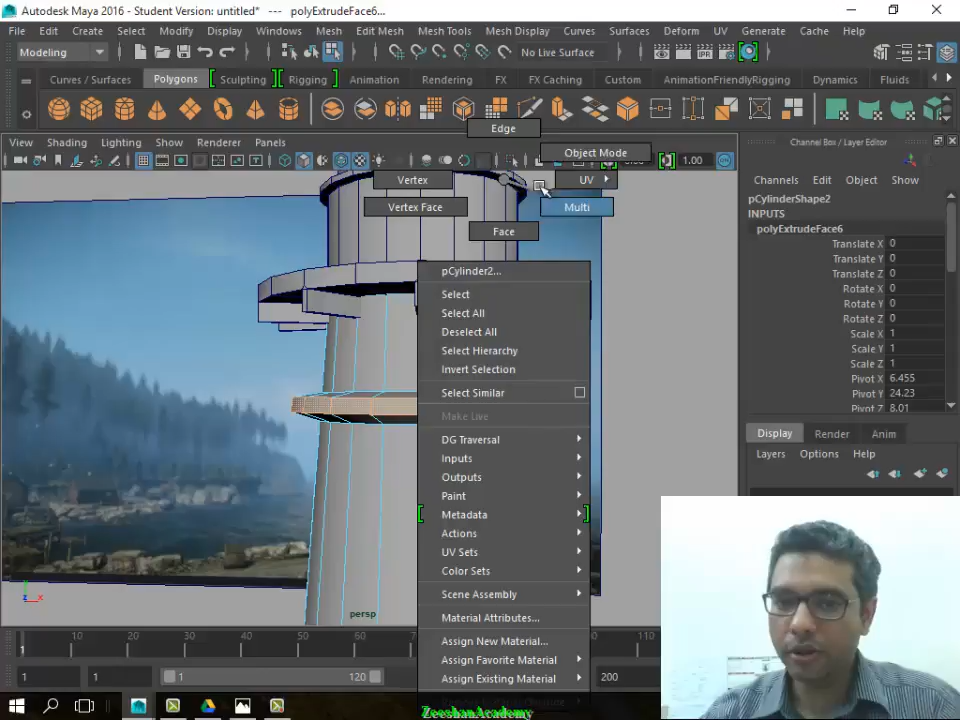 Autodesk Maya 2016 - Student Version: untitled*   ---   polyExtrudeFace6...
File Edit Create Select Modify Display Windows Mesh Edit Mesh Mesh Tools Mesh Display Curves Surfaces Deform UV Generate Cache Help
Modeling No Live Surface
Curves / Surfaces Polygons Sculpting Rigging Animation Rendering FX FX Caching Custom AnimationFriendlyRigging Dynamics Fluids
View Shading Lighting Show Renderer Panels
Channel Box / Layer Editor
1.00
Edge
Object Mode
Vertex
UV
Vertex Face
Multi
Face
pCylinder2...
Select
Select All
Deselect All
Select Hierarchy
Invert Selection
Select Similar
Make Live
DG Traversal
Inputs
Outputs
Paint
Metadata
Actions
UV Sets
Color Sets
Scene Assembly
Material Attributes...
Assign New Material...
Assign Favorite Material
Assign Existing Material
Channels Edit Object Show
pCylinderShape2
INPUTS
polyExtrudeFace6
Translate X 0
Translate Y 0
Translate Z 0
Rotate X 0
Rotate Y 0
Rotate Z 0
Scale X 1
Scale Y 1
Scale Z 1
Pivot X 6.455
Pivot Y 24.23
Pivot Z 8.01
Display Render Anim
Layers Options Help
persp
1 10 20 30 40 50 60 70 80 110
1 1 1 120 200
ZeeshanAcademy